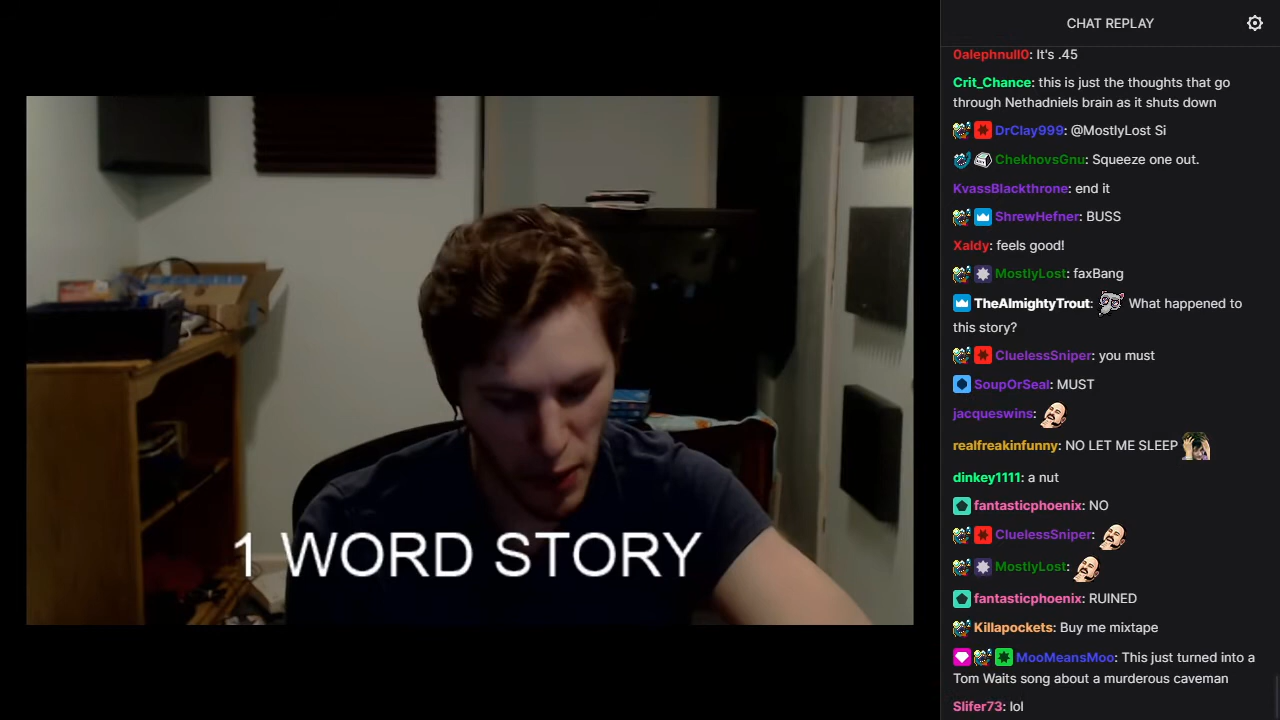 CHAT REPLAY
0alephnull0: It's .45
Crit_Chance: this is just the thoughts that go
through Nethadniels brain as it shuts down
DrClay999: @MostlyLost Si
ChekhovsGnu: Squeeze one out.
KvassBlackthrone: end it
ShrewHefner: BUSS
Xaldy: feels good!
MostlyLost: faxBang
TheAlmightyTrout: What happened to
this story?
CluelessSniper: you must
SoupOrSeal: MUST
jacqueswins:
realfreakinfunny: NO LET ME SLEEP
dinkey1111: a nut
fantasticphoenix: NO
CluelessSniper:
MostlyLost:
fantasticphoenix: RUINED
Killapockets: Buy me mixtape
MooMeansMoo: This just turned into a
Tom Waits song about a murderous caveman
Slifer73: lol
1 WORD STORY